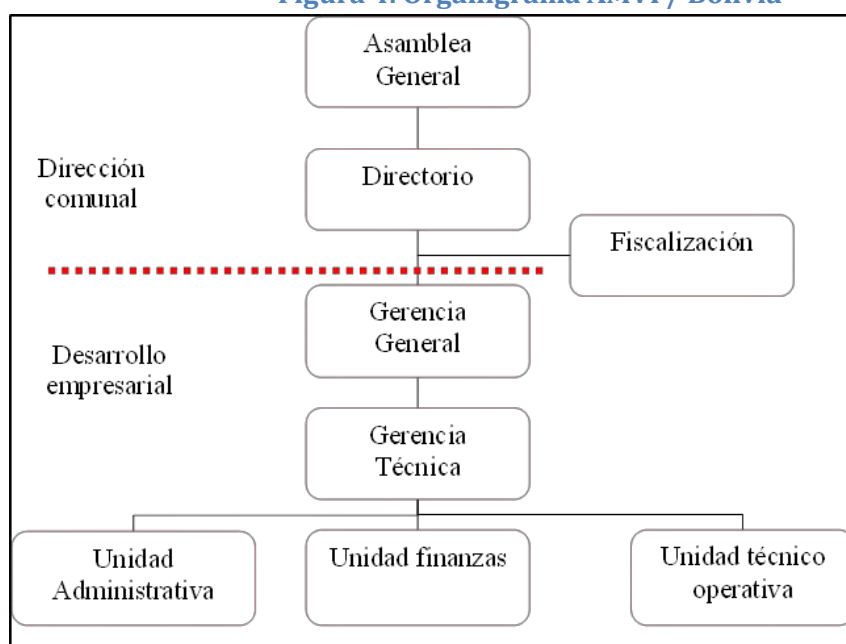 Asamblea
General
Dirección
comunal
Directorio
Fiscalización
Gerencia
General
Desarrollo
empresarial
Gerencia
Técnica
Unidad
Administrativa
Unidad finanzas
Unidad técnico
operativa